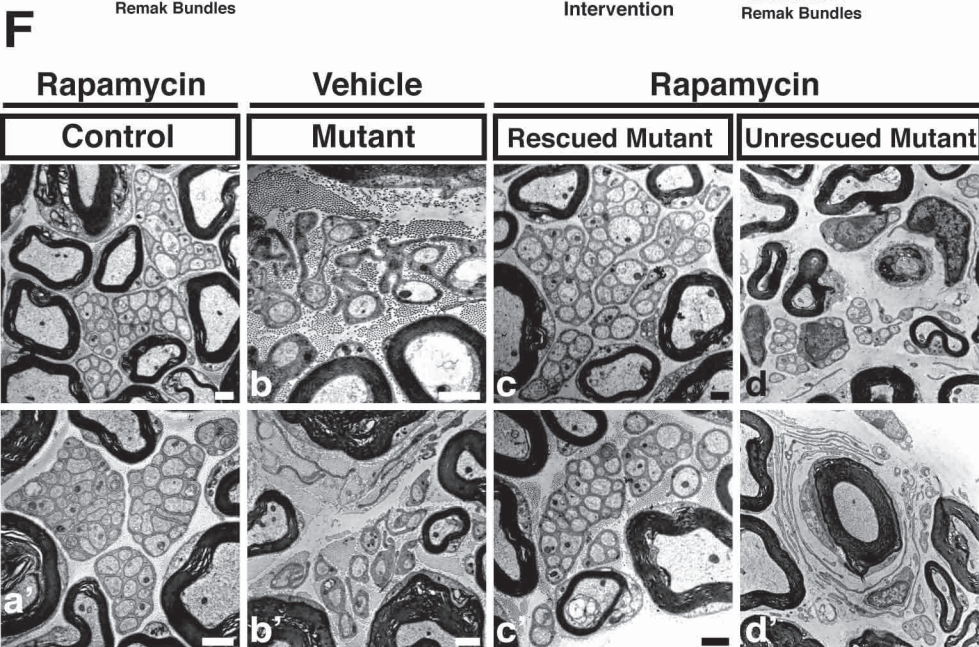 Remak Bundles
Intervention
Remak Bundles
F
Rapamycin
Vehicle
Rapamycin
Control
Mutant
Rescued Mutant
Unrescued Mutant
b
c
d
a'
b'
c'
d'